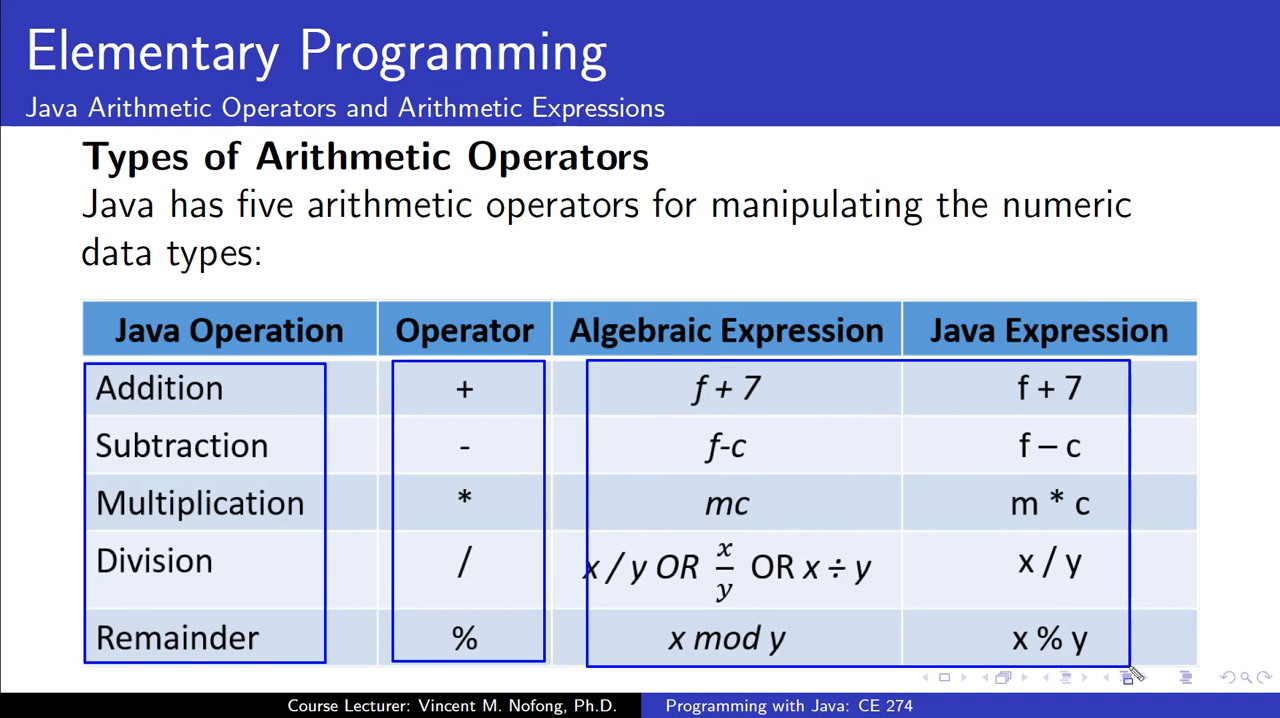 Elementary Programming
Java Arithmetic Operators and Arithmetic Expressions
Types of Arithmetic Operators
Java has five arithmetic operators for manipulating the numeric
data types:
Java Operation Operator Algebraic Expression Java Expression
Addition + f + 7 f + 7
Subtraction - f-c f – c
Multiplication * mc m * c
Division / x / y OR x/y OR x ÷ y x / y
Remainder % x mod y x % y
Course Lecturer: Vincent M. Nofong, Ph.D. Programming with Java: CE 274